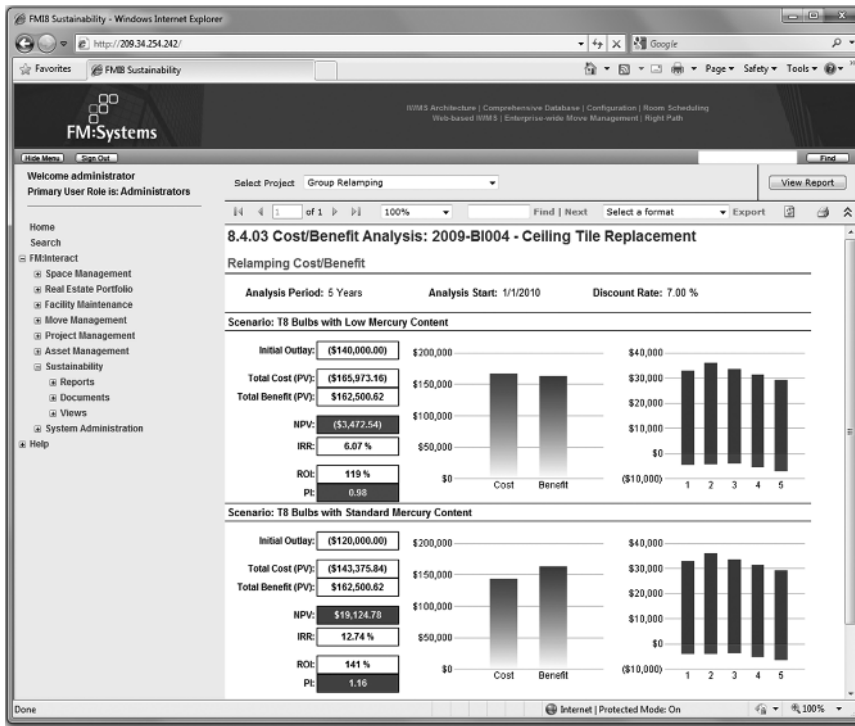 FMI8 Sustainability - Windows Internet Explorer
http://209.34.254.242/
Google
Favorites FMI8 Sustainability Page Safety Tools
FM:Systems
IWMS Architecture | Comprehensive Database | Configuration | Room Scheduling
Web-based IWMS | Enterprise-wide Move Management | Right Path
Hide Menu Sign Out Find
Welcome administrator
Primary User Role is: Administrators
Home
Search
FM:Interact
Space Management
Real Estate Portfolio
Facility Maintenance
Move Management
Project Management
Asset Management
Sustainability
Reports
Documents
Views
System Administration
Help
Select Project Group Relamping View Report
1 of 1 100% Find | Next Select a format Export
8.4.03 Cost/Benefit Analysis: 2009-BI004 - Ceiling Tile Replacement
Relamping Cost/Benefit
Analysis Period: 5 Years Analysis Start: 1/1/2010 Discount Rate: 7.00 %
Scenario: T8 Bulbs with Low Mercury Content
Initial Outlay: ($140,000.00)
Total Cost (PV): ($165,973.16)
Total Benefit (PV): $162,500.62
NPV: ($3,472.54)
IRR: 6.07 %
ROI: 119 %
PI: 0.98
$200,000
$150,000
$100,000
$50,000
$0
Cost Benefit
$40,000
$30,000
$20,000
$10,000
$0
($10,000)
1 2 3 4 5
Scenario: T8 Bulbs with Standard Mercury Content
Initial Outlay: ($120,000.00)
Total Cost (PV): ($143,375.84)
Total Benefit (PV): $162,500.62
NPV: $19,124.78
IRR: 12.74 %
ROI: 141 %
PI: 1.16
$200,000
$150,000
$100,000
$50,000
$0
Cost Benefit
$40,000
$30,000
$20,000
$10,000
$0
($10,000)
1 2 3 4 5
Done Internet | Protected Mode: On 100%